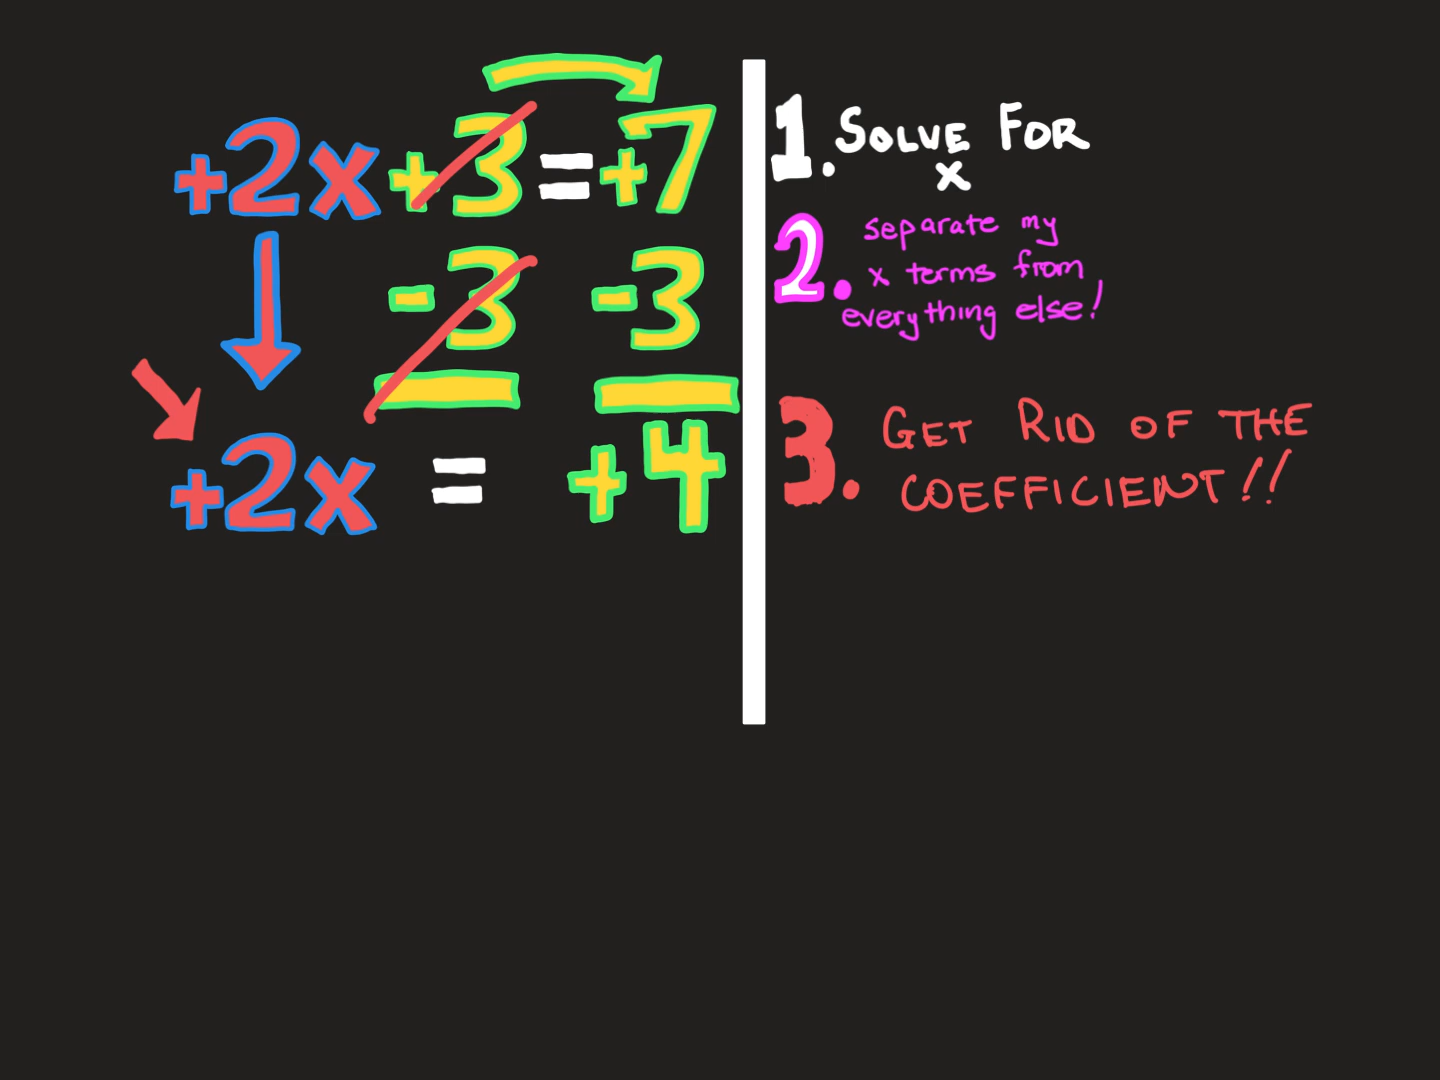 +2x +3 = +7
-3 -3
+2x = +4
1. SOLVE FOR
x
2. separate my
x terms from
everything else!
3. GET RID OF THE
COEFFICIENT!!